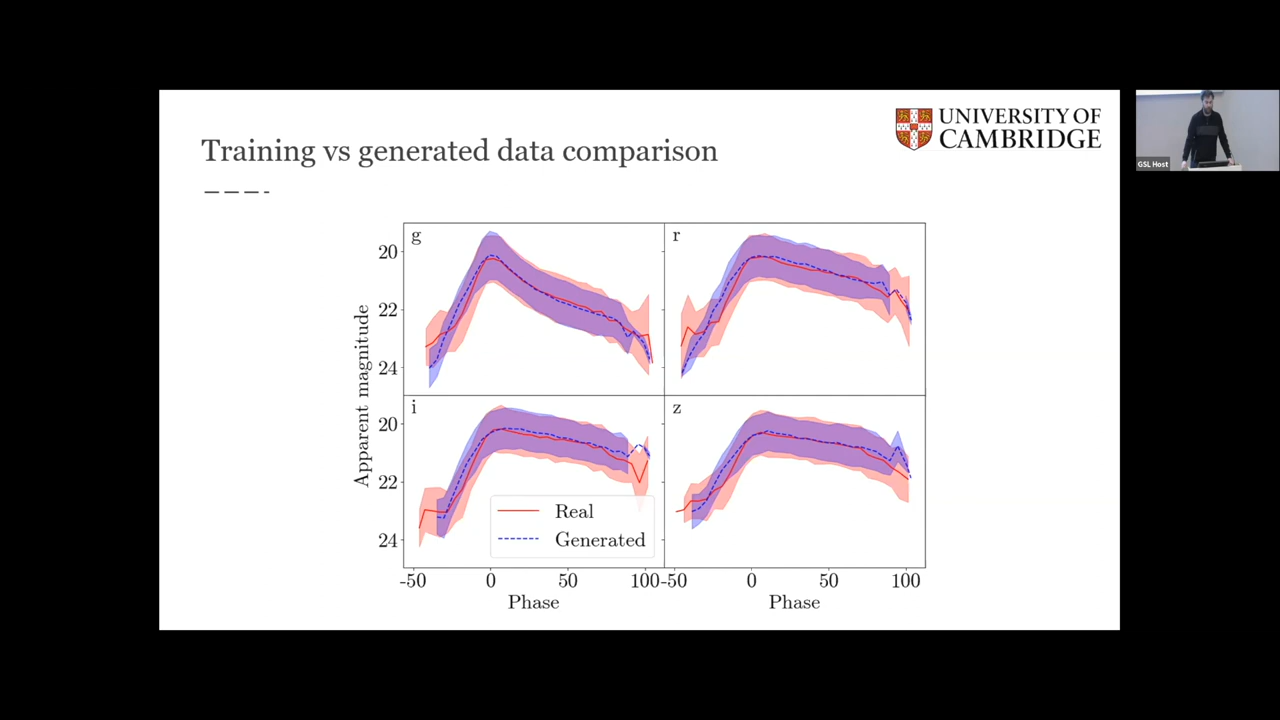 UNIVERSITY OF
CAMBRIDGE
Training vs generated data comparison
GSL Host
g
r
20
22
24
Apparent magnitude
i
z
20
22
24
Real
Generated
-50
0
50
100
-50
0
50
100
Phase
Phase